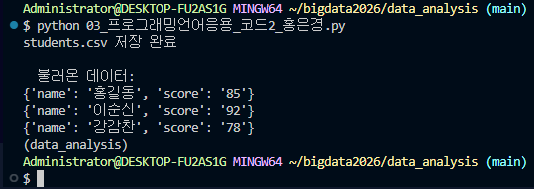 Administrator@DESKTOP-FU2AS1G MINGW64 ~/bigdata2026/data_analysis (main)
$ python 03_프로그래밍언어응용_코드2_홍은경.py
students.csv 저장 완료
불러온 데이터:
{'name': '홍길동', 'score': '85'}
{'name': '이순신', 'score': '92'}
{'name': '강감찬', 'score': '78'}
(data_analysis)
Administrator@DESKTOP-FU2AS1G MINGW64 ~/bigdata2026/data_analysis (main)
$